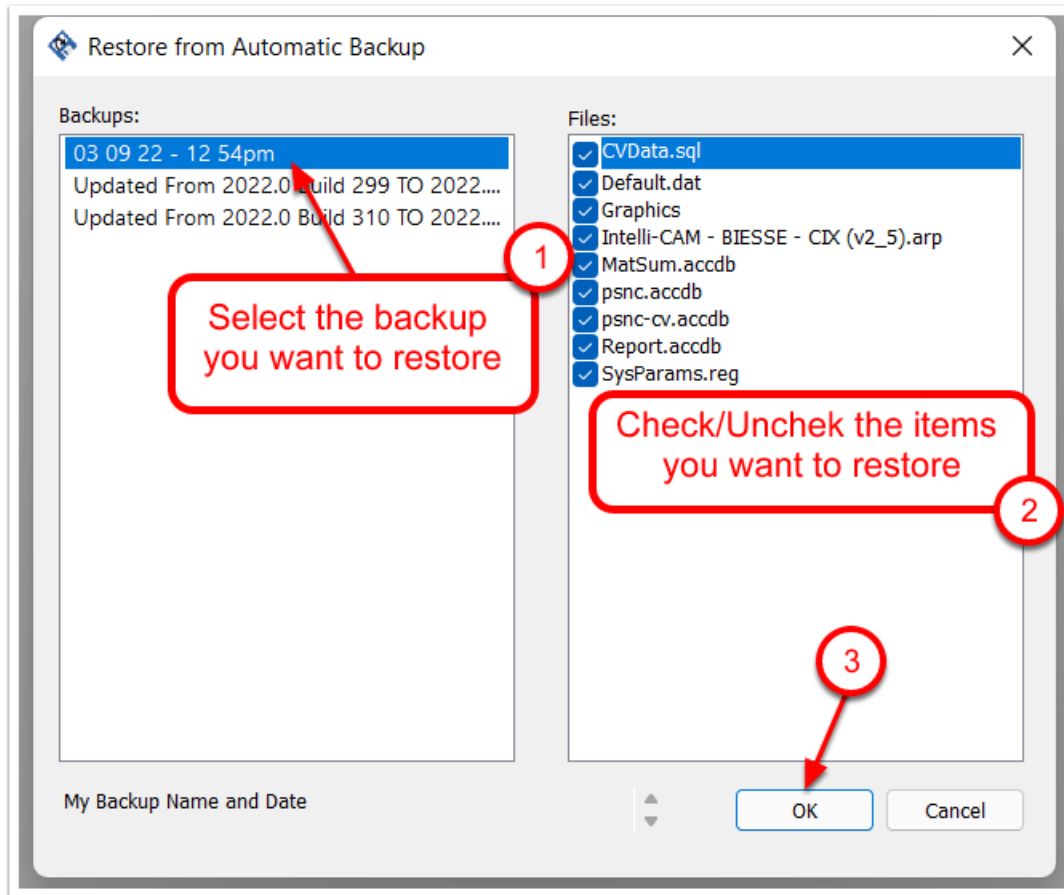 Restore from Automatic Backup
Backups:
03 09 22 - 12 54pm
Updated From 2022.0 Build 299 TO 2022....
Updated From 2022.0 Build 310 TO 2022....
1
Select the backup
you want to restore
Files:
CVData.sql
Default.dat
Graphics
Intelli-CAM - BIESSE - CIX (v2_5).arp
MatSum.accdb
psnc.accdb
psnc-cv.accdb
Report.accdb
SysParams.reg
Check/Unchek the items
you want to restore
2
3
My Backup Name and Date
OK
Cancel